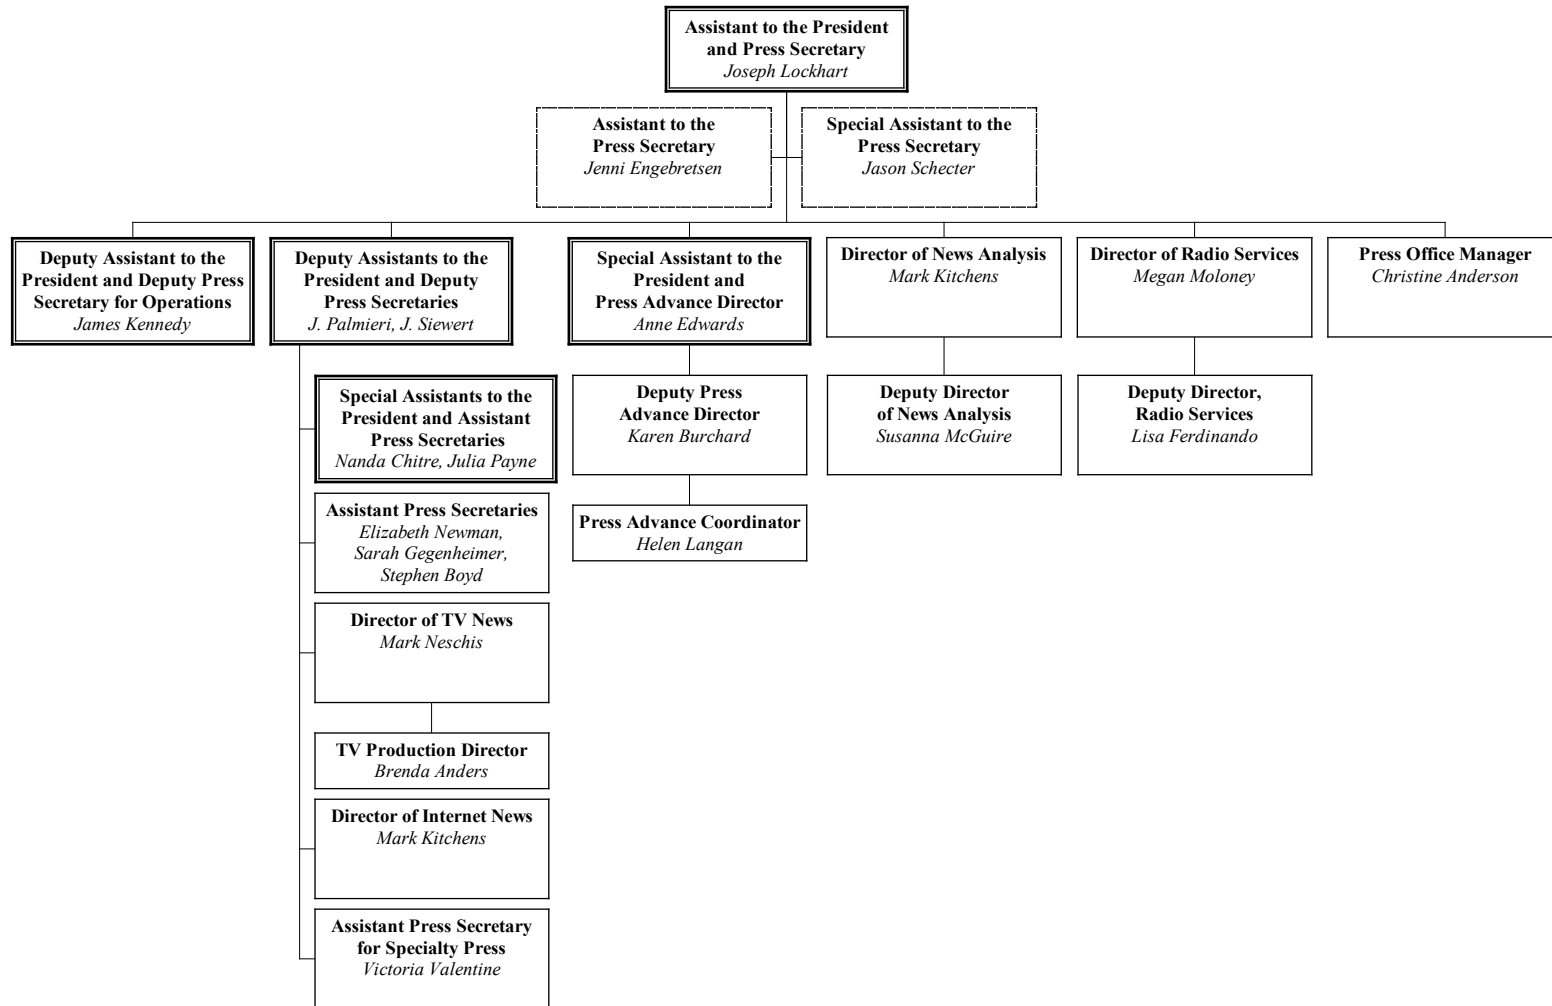 Assistant to the President
and Press Secretary
Joseph Lockhart
Assistant to the
Press Secretary
Jenni Engebretsen
Special Assistant to the
Press Secretary
Jason Schecter
Deputy Assistant to the
President and Deputy Press
Secretary for Operations
James Kennedy
Deputy Assistants to the
President and Deputy
Press Secretaries
J. Palmieri, J. Siewert
Special Assistant to the
President and
Press Advance Director
Anne Edwards
Director of News Analysis
Mark Kitchens
Director of Radio Services
Megan Moloney
Press Office Manager
Christine Anderson
Special Assistants to the
President and Assistant
Press Secretaries
Nanda Chitre, Julia Payne
Deputy Press
Advance Director
Karen Burchard
Deputy Director
of News Analysis
Susanna McGuire
Deputy Director,
Radio Services
Lisa Ferdinando
Assistant Press Secretaries
Elizabeth Newman,
Sarah Gegenheimer,
Stephen Boyd
Press Advance Coordinator
Helen Langan
Director of TV News
Mark Neschis
TV Production Director
Brenda Anders
Director of Internet News
Mark Kitchens
Assistant Press Secretary
for Specialty Press
Victoria Valentine